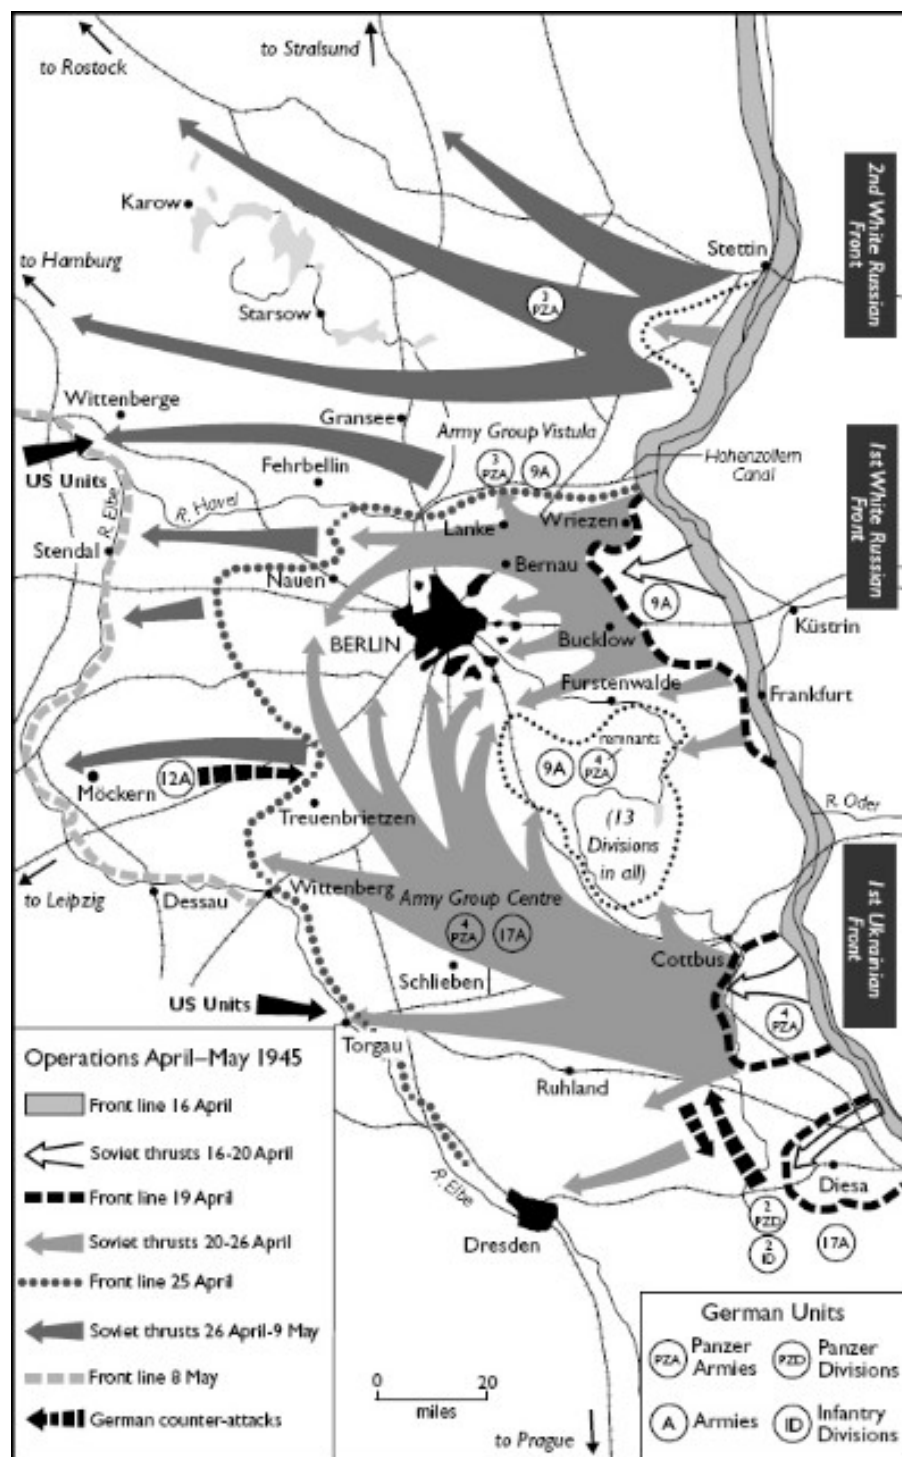 to Rostock
to Stralsund
2nd White Russian
Front
Karow
Stettin
to Hamburg
3
PZA
Starsow
Wittenberge
Gransee
Army Group Vistula
1st White Russian
Front
US Units
Fehrbellin
3
PZA
9A
Hohenzollern
Canal
R. Elbe
R. Havel
Lanke
Wriezen
Stendal
Nauen
Bernau
9A
Küstrin
BERLIN
Bucklow
Furstenwalde
Frankfurt
remnants
9A
4
PZA
12A
Möckern
Treuenbrietzen
(13
Divisions
in all)
R. Oder
1st Ukrainian
Front
to Leipzig
Dessau
Wittenberg
Army Group Centre
4
PZA
17A
Cottbus
Schlieben
US Units
4
PZA
Torgau
Ruhland
R. Elbe
Diesa
Dresden
2
PZD
2
ID
17A
Operations April–May 1945
Front line 16 April
Soviet thrusts 16-20 April
Front line 19 April
Soviet thrusts 20-26 April
Front line 25 April
Soviet thrusts 26 April-9 May
Front line 8 May
German counter-attacks
0 20
miles
to Prague
German Units
PZA Panzer
Armies
PZD Panzer
Divisions
A Armies
ID Infantry
Divisions